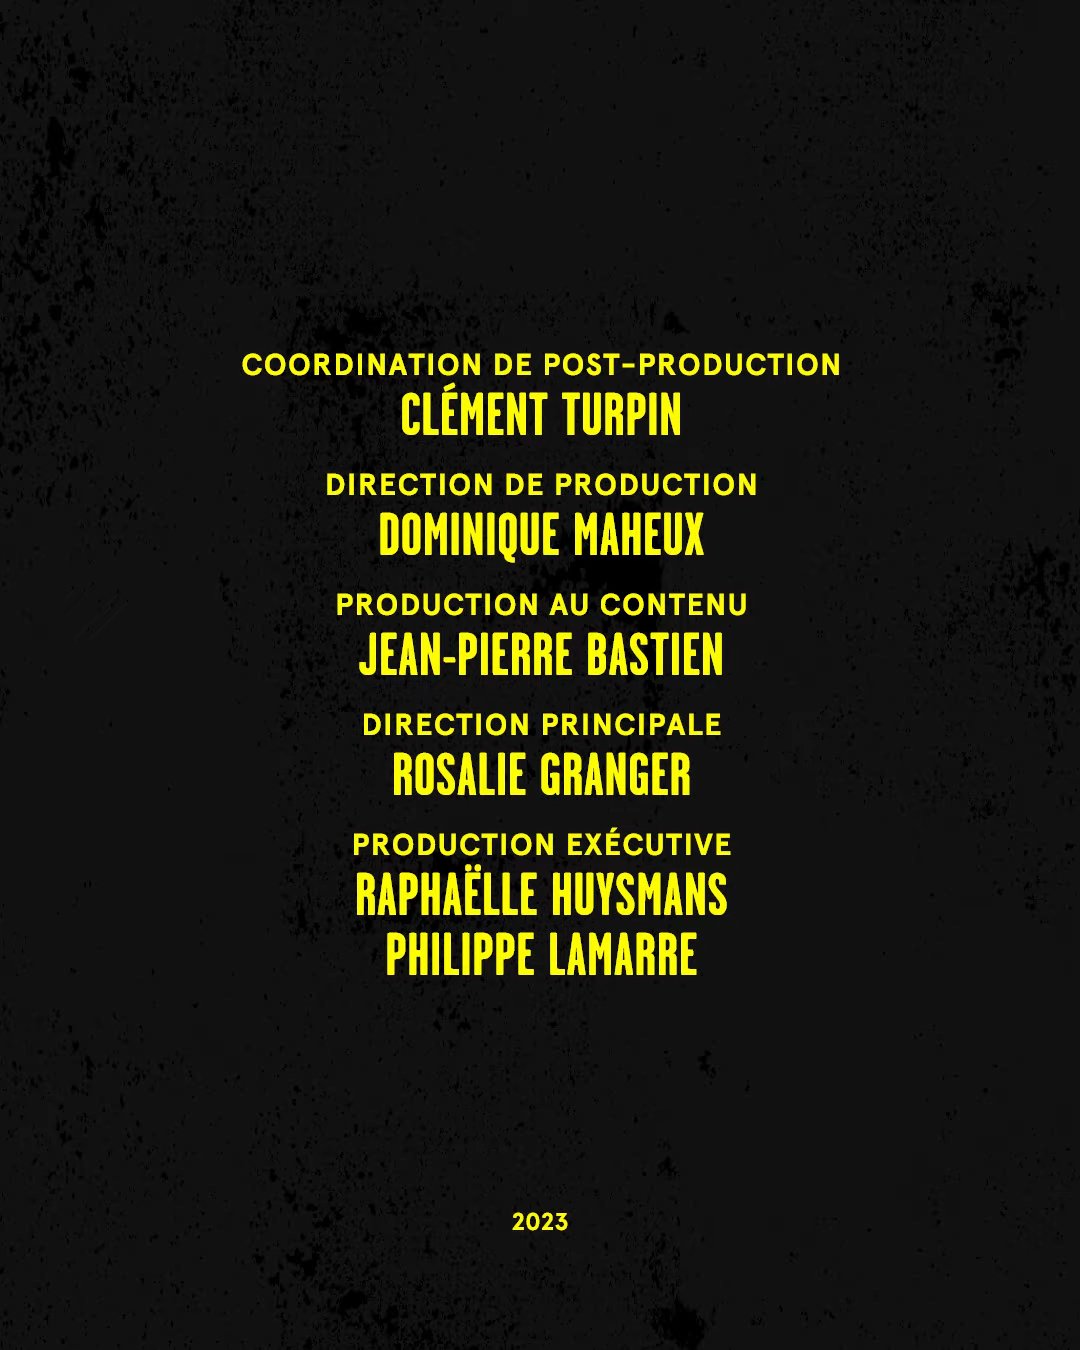 COORDINATION DE POST-PRODUCTION
CLÉMENT TURPIN
DIRECTION DE PRODUCTION
DOMINIQUE MAHEUX
PRODUCTION AU CONTENU
JEAN-PIERRE BASTIEN
DIRECTION PRINCIPALE
ROSALIE GRANGER
PRODUCTION EXÉCUTIVE
RAPHAËLLE HUYSMANS
PHILIPPE LAMARRE
2023